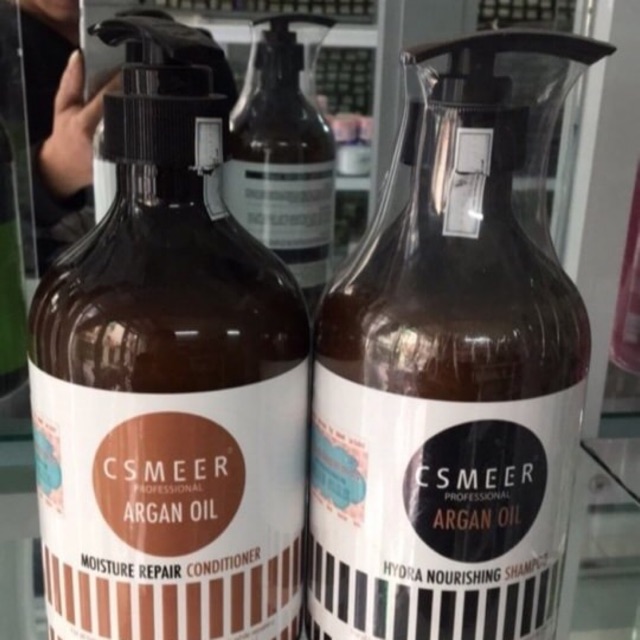 CSMEER
PROFESSIONAL
ARGAN OIL
MOISTURE REPAIR CONDITIONER
CSMEER
PROFESSIONAL
ARGAN OIL
HYDRA NOURISHING SHAMPOO